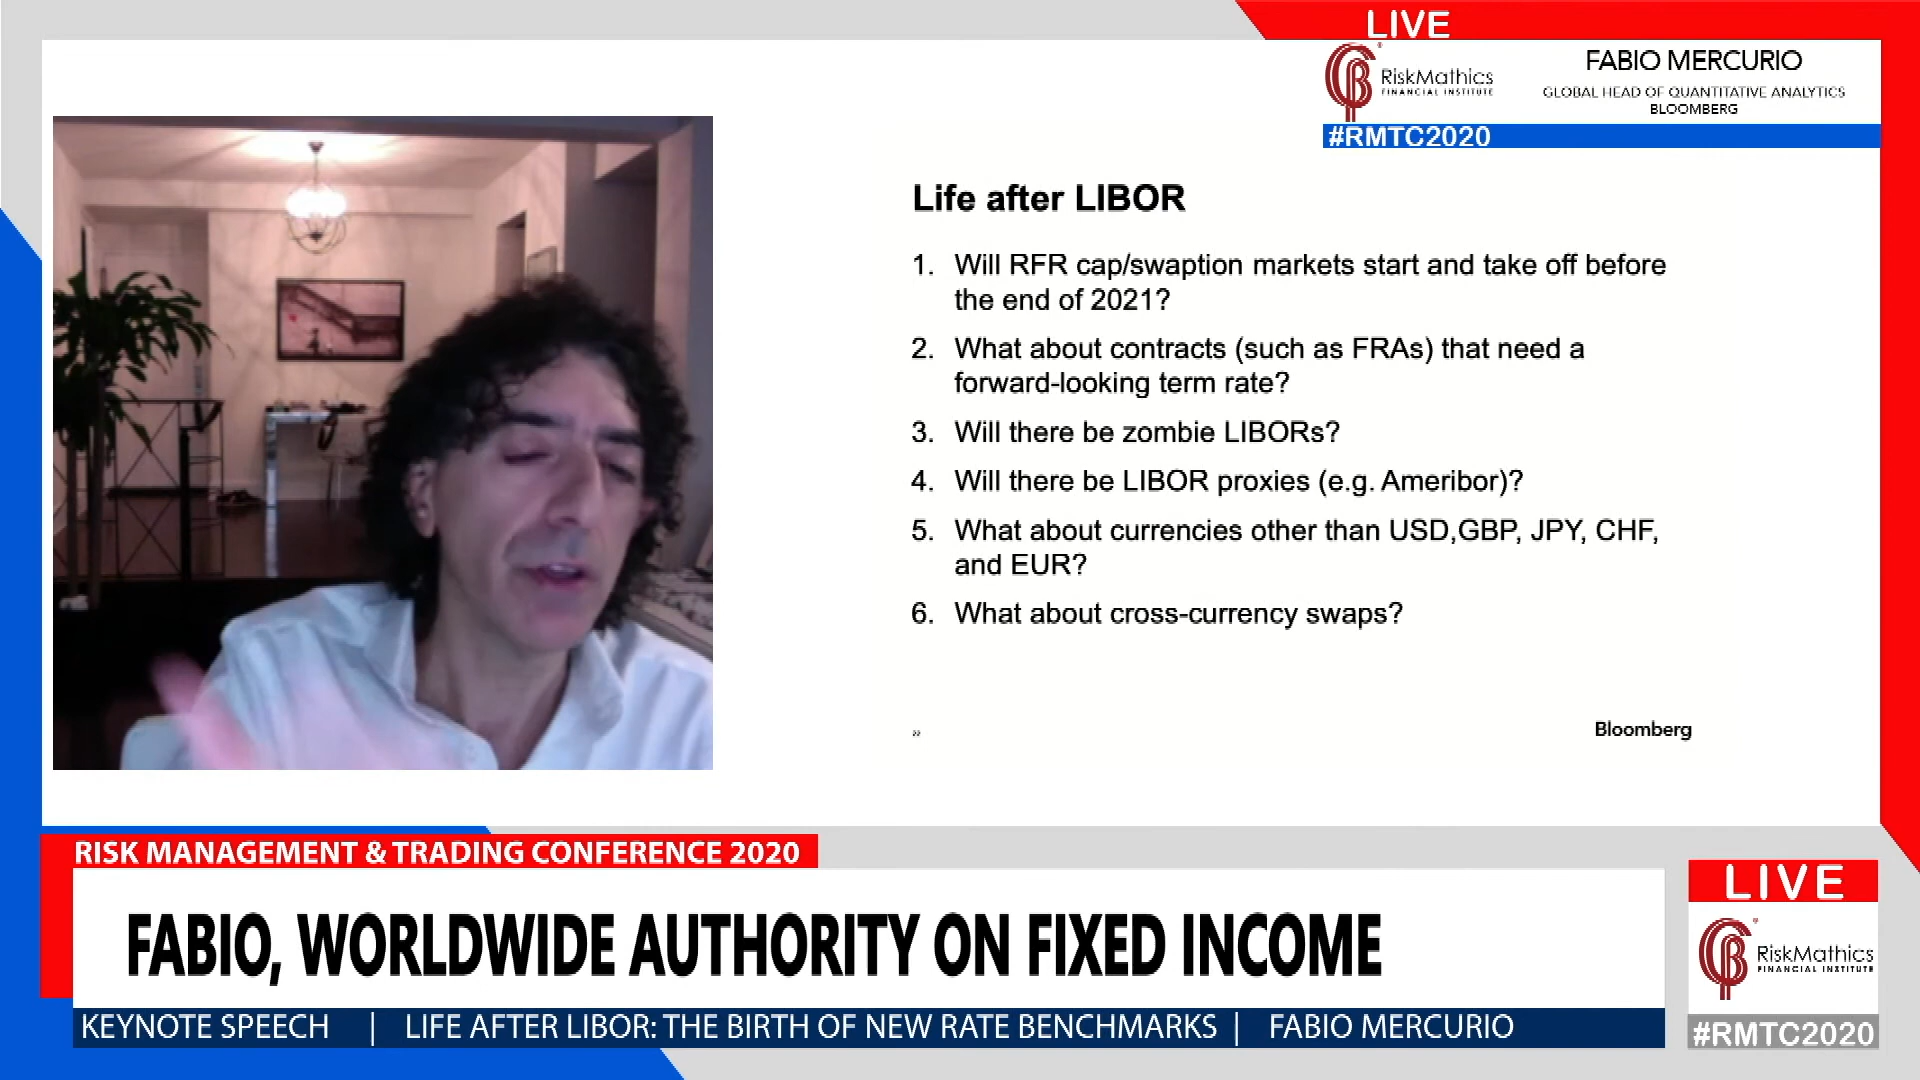 LIVE
RiskMathics
FINANCIAL INSTITUTE
FABIO MERCURIO
GLOBAL HEAD OF QUANTITATIVE ANALYTICS
BLOOMBERG
#RMTC2020
Life after LIBOR
1. Will RFR cap/swaption markets start and take off before
the end of 2021?
2. What about contracts (such as FRAs) that need a
forward-looking term rate?
3. Will there be zombie LIBORs?
4. Will there be LIBOR proxies (e.g. Ameribor)?
5. What about currencies other than USD,GBP, JPY, CHF,
and EUR?
6. What about cross-currency swaps?
Bloomberg
RISK MANAGEMENT & TRADING CONFERENCE 2020
FABIO, WORLDWIDE AUTHORITY ON FIXED INCOME
KEYNOTE SPEECH | LIFE AFTER LIBOR: THE BIRTH OF NEW RATE BENCHMARKS | FABIO MERCURIO
LIVE
RiskMathics
FINANCIAL INSTITUTE
#RMTC2020